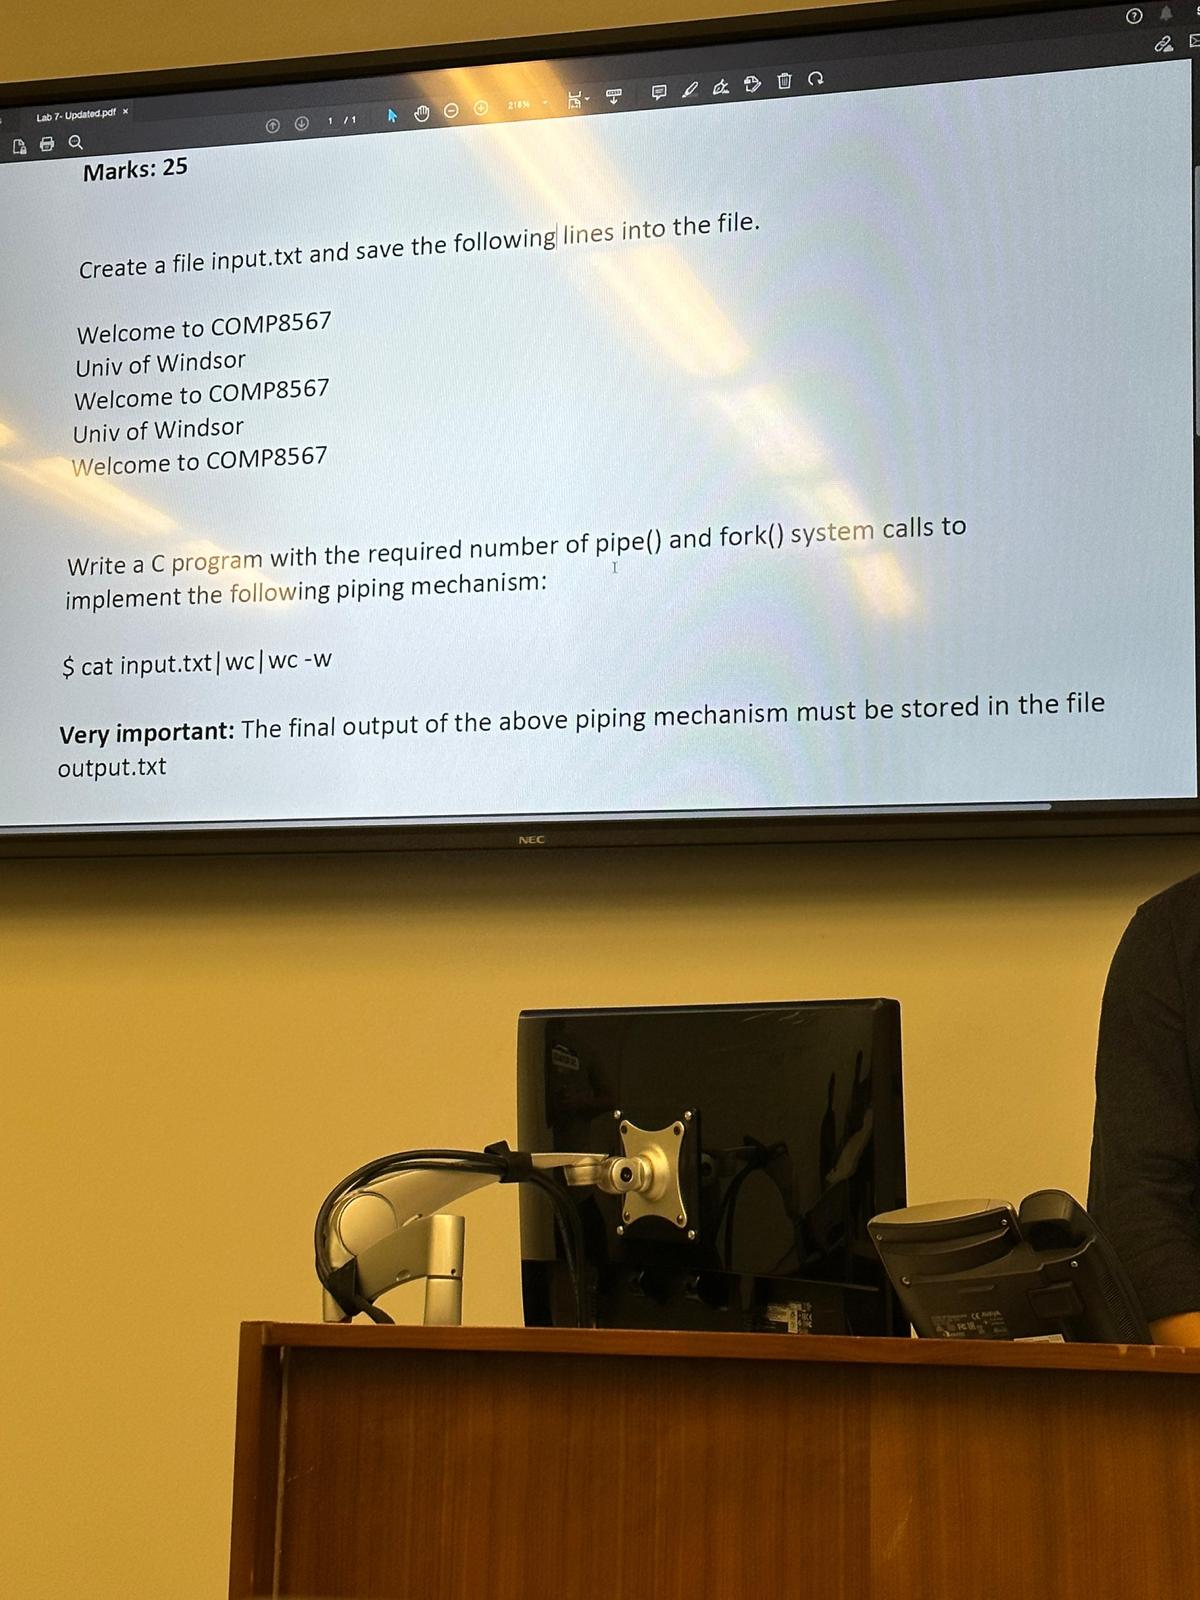 Lab 7- Updated.pdf ×
1 / 1
218%
Marks: 25
Create a file input.txt and save the following lines into the file.
Welcome to COMP8567
Univ of Windsor
Welcome to COMP8567
Univ of Windsor
Welcome to COMP8567
Write a C program with the required number of pipe() and fork() system calls to
implement the following piping mechanism:
$ cat input.txt|wc|wc -w
Very important: The final output of the above piping mechanism must be stored in the file
output.txt
NEC